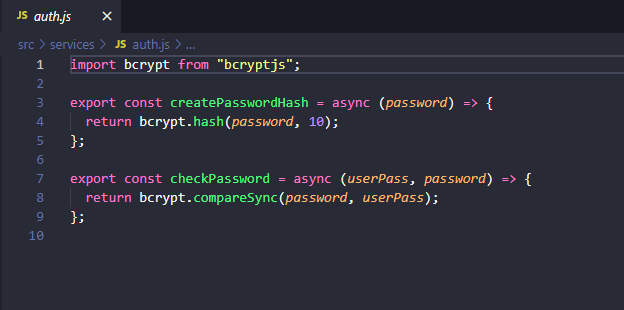 JS auth.js ×
src > services > JS auth.js > ...
1 import bcrypt from "bcryptjs";
2
3 export const createPasswordHash = async (password) => {
4 return bcrypt.hash(password, 10);
5 };
6
7 export const checkPassword = async (userPass, password) => {
8 return bcrypt.compareSync(password, userPass);
9 };
10